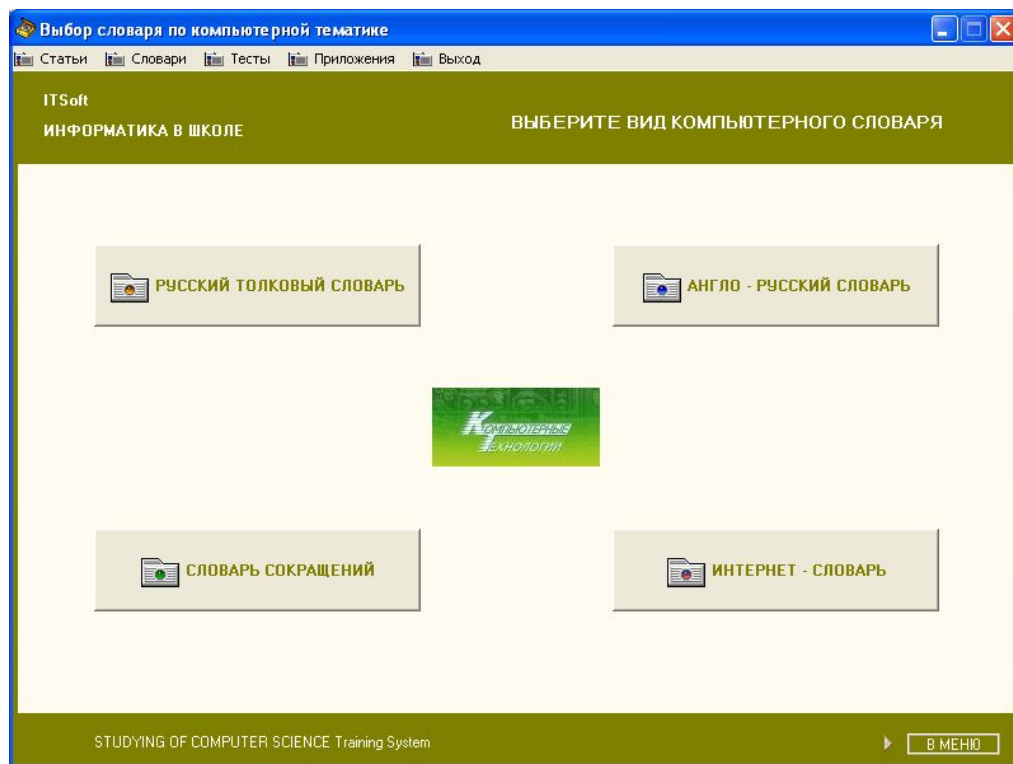 Выбор словаря по компьютерной тематике
Статьи Словари Тесты Приложения Выход
ITSoft
ИНФОРМАТИКА В ШКОЛЕ
ВЫБЕРИТЕ ВИД КОМПЬЮТЕРНОГО СЛОВАРЯ
РУССКИЙ ТОЛКОВЫЙ СЛОВАРЬ
АНГЛО - РУССКИЙ СЛОВАРЬ
КОМПЬЮТЕРНЫЕ
ТЕХНОЛОГИИ
СЛОВАРЬ СОКРАЩЕНИЙ
ИНТЕРНЕТ - СЛОВАРЬ
STUDYING OF COMPUTER SCIENCE Training System
В МЕНЮ